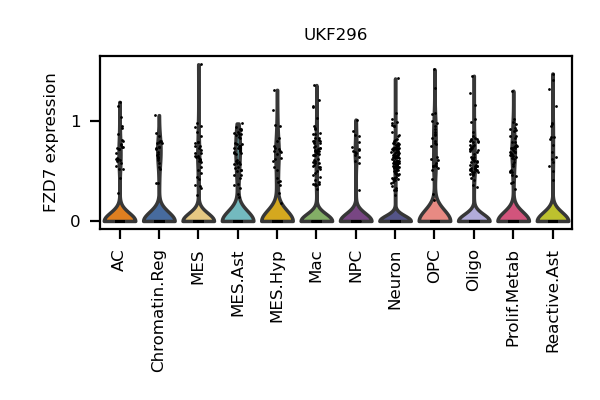 UKF296
FZD7 expression
1
0
AC
Chromatin.Reg
MES
MES.Ast
MES.Hyp
Mac
NPC
Neuron
OPC
Oligo
Prolif.Metab
Reactive.Ast